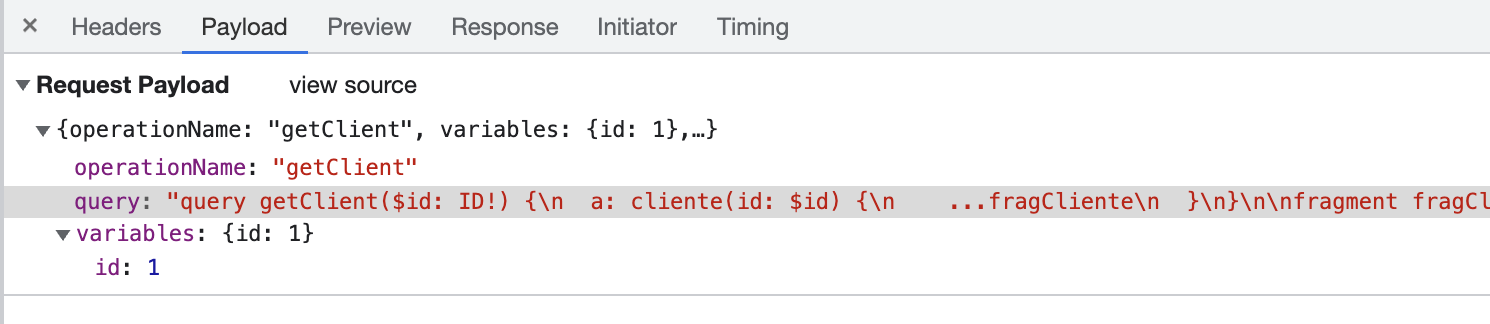 × Headers Payload Preview Response Initiator Timing
Request Payload view source
{operationName: "getClient", variables: {id: 1},…}
operationName: "getClient"
query: "query getClient($id: ID!) {\n  a: cliente(id: $id) {\n    ...fragCliente\n  }\n}\n\nfragment fragCl
variables: {id: 1}
id: 1